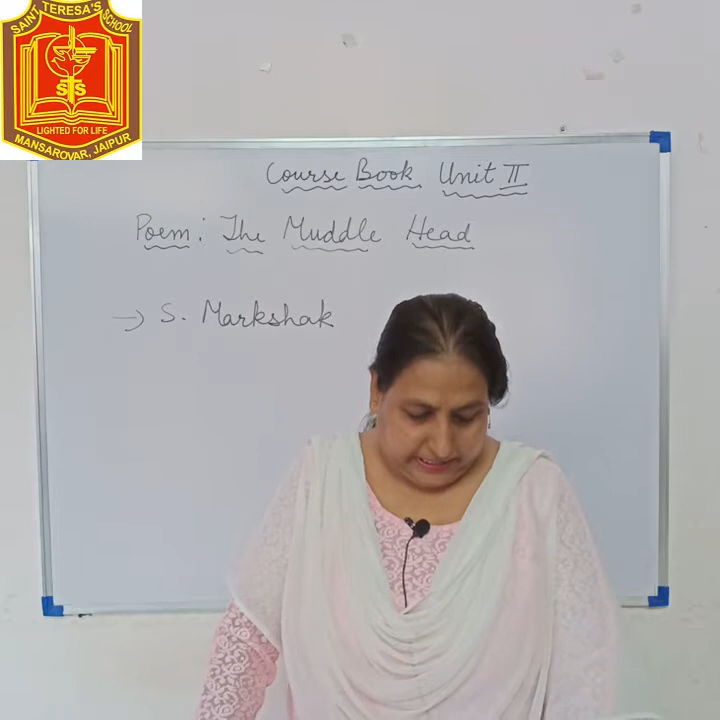 SAINT TERESA'S SCHOOL
STS
LIGHTED FOR LIFE
MANSAROVAR, JAIPUR
Course Book Unit II
Poem: The Muddle Head
→ S. Markshak